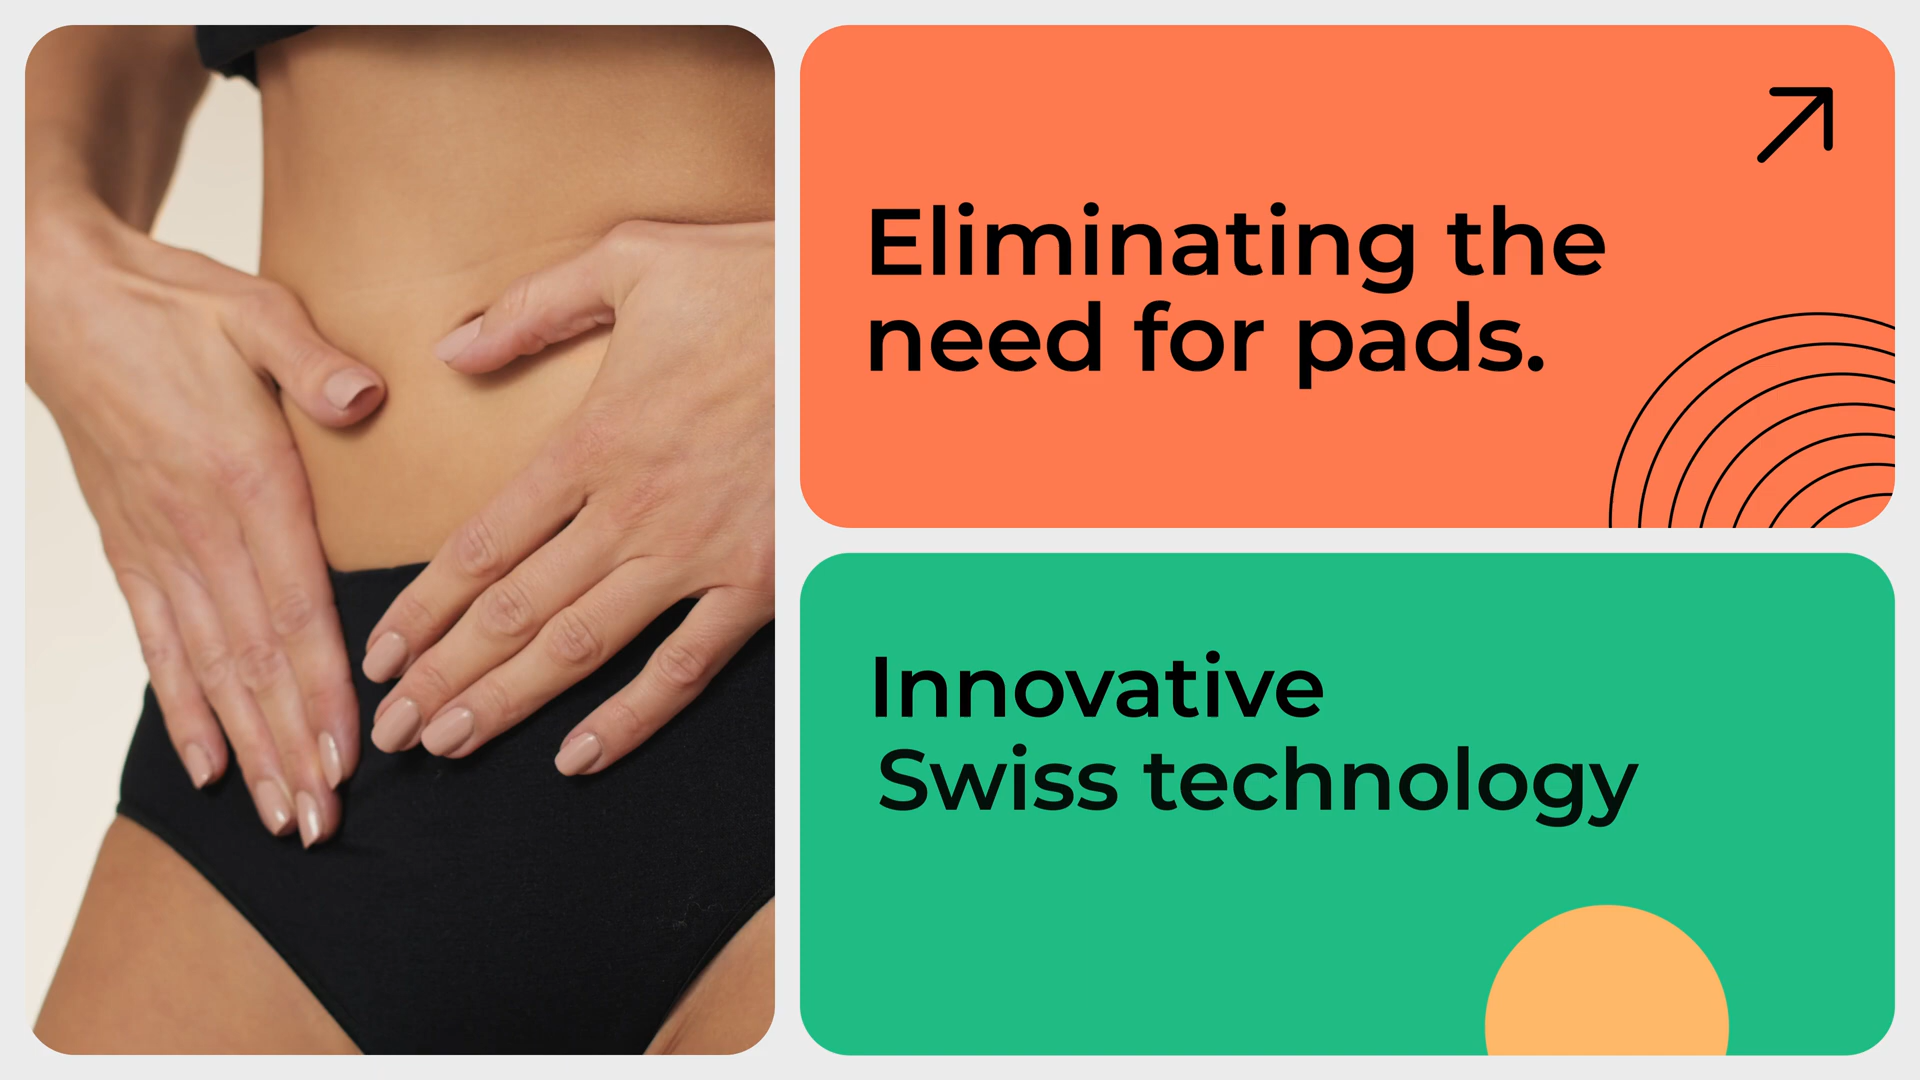 Eliminating the
need for pads.
Innovative
Swiss technology